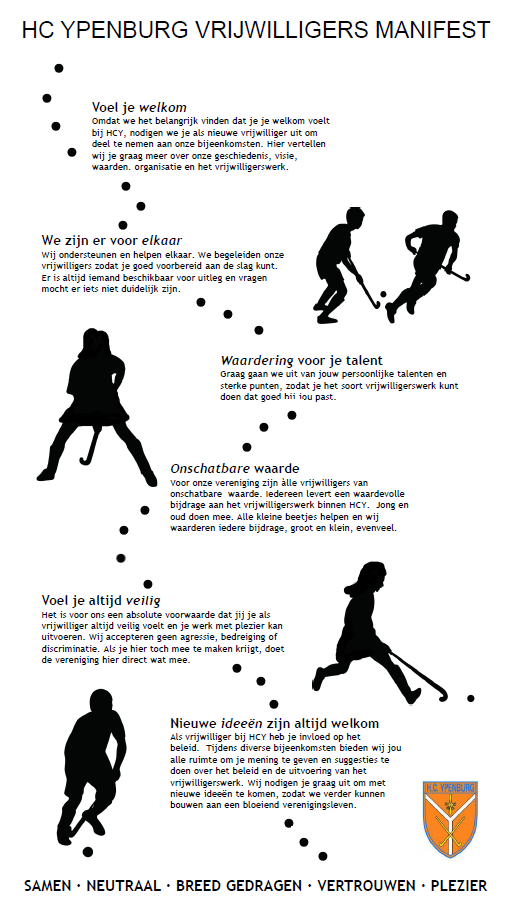 HC YPENBURG VRIJWILLIGERS MANIFEST
Voel je welkom
Omdat we het belangrijk vinden dat je je welkom voelt
bij HCY, nodigen we je als nieuwe vrijwilliger uit om
deel te nemen aan onze bijeenkomsten. Hier vertellen
wij je graag meer over onze geschiedenis, visie,
waarden. organisatie en het vrijwilligerswerk.
We zijn er voor elkaar
Wij ondersteunen en helpen elkaar. We begeleiden onze
vrijwilligers zodat je goed voorbereid aan de slag kunt.
Er is altijd iemand beschikbaar voor uitleg en vragen
mocht er iets niet duidelijk zijn.
Waardering voor je talent
Graag gaan we uit van jouw persoonlijke talenten en
sterke punten, zodat je het soort vrijwilligerswerk kunt
doen dat goed bij jou past.
Onschatbare waarde
Voor onze vereniging zijn àlle vrijwilligers van
onschatbare waarde. Iedereen levert een waardevolle
bijdrage aan het vrijwilligerswerk binnen HCY. Jong en
oud doen mee. Alle kleine beetjes helpen en wij
waarderen iedere bijdrage, groot en klein, evenveel.
Voel je altijd veilig
Het is voor ons een absolute voorwaarde dat jij je als
vrijwilliger altijd veilig voelt en je werk met plezier kan
uitvoeren. Wij accepteren geen agressie, bedreiging of
discriminatie. Als je hier toch mee te maken krijgt, doet
de vereniging hier direct wat mee.
Nieuwe ideeën zijn altijd welkom
Als vrijwilliger bij HCY heb je invloed op het
beleid. Tijdens diverse bijeenkomsten bieden wij jou
alle ruimte om je mening te geven en suggesties te
doen over het beleid en de uitvoering van het
vrijwilligerswerk. Wij nodigen je graag uit om met
nieuwe ideeën te komen, zodat we verder kunnen
bouwen aan een bloeiend verenigingsleven.
H.C. YPENBURG
SAMEN · NEUTRAAL · BREED GEDRAGEN · VERTROUWEN · PLEZIER